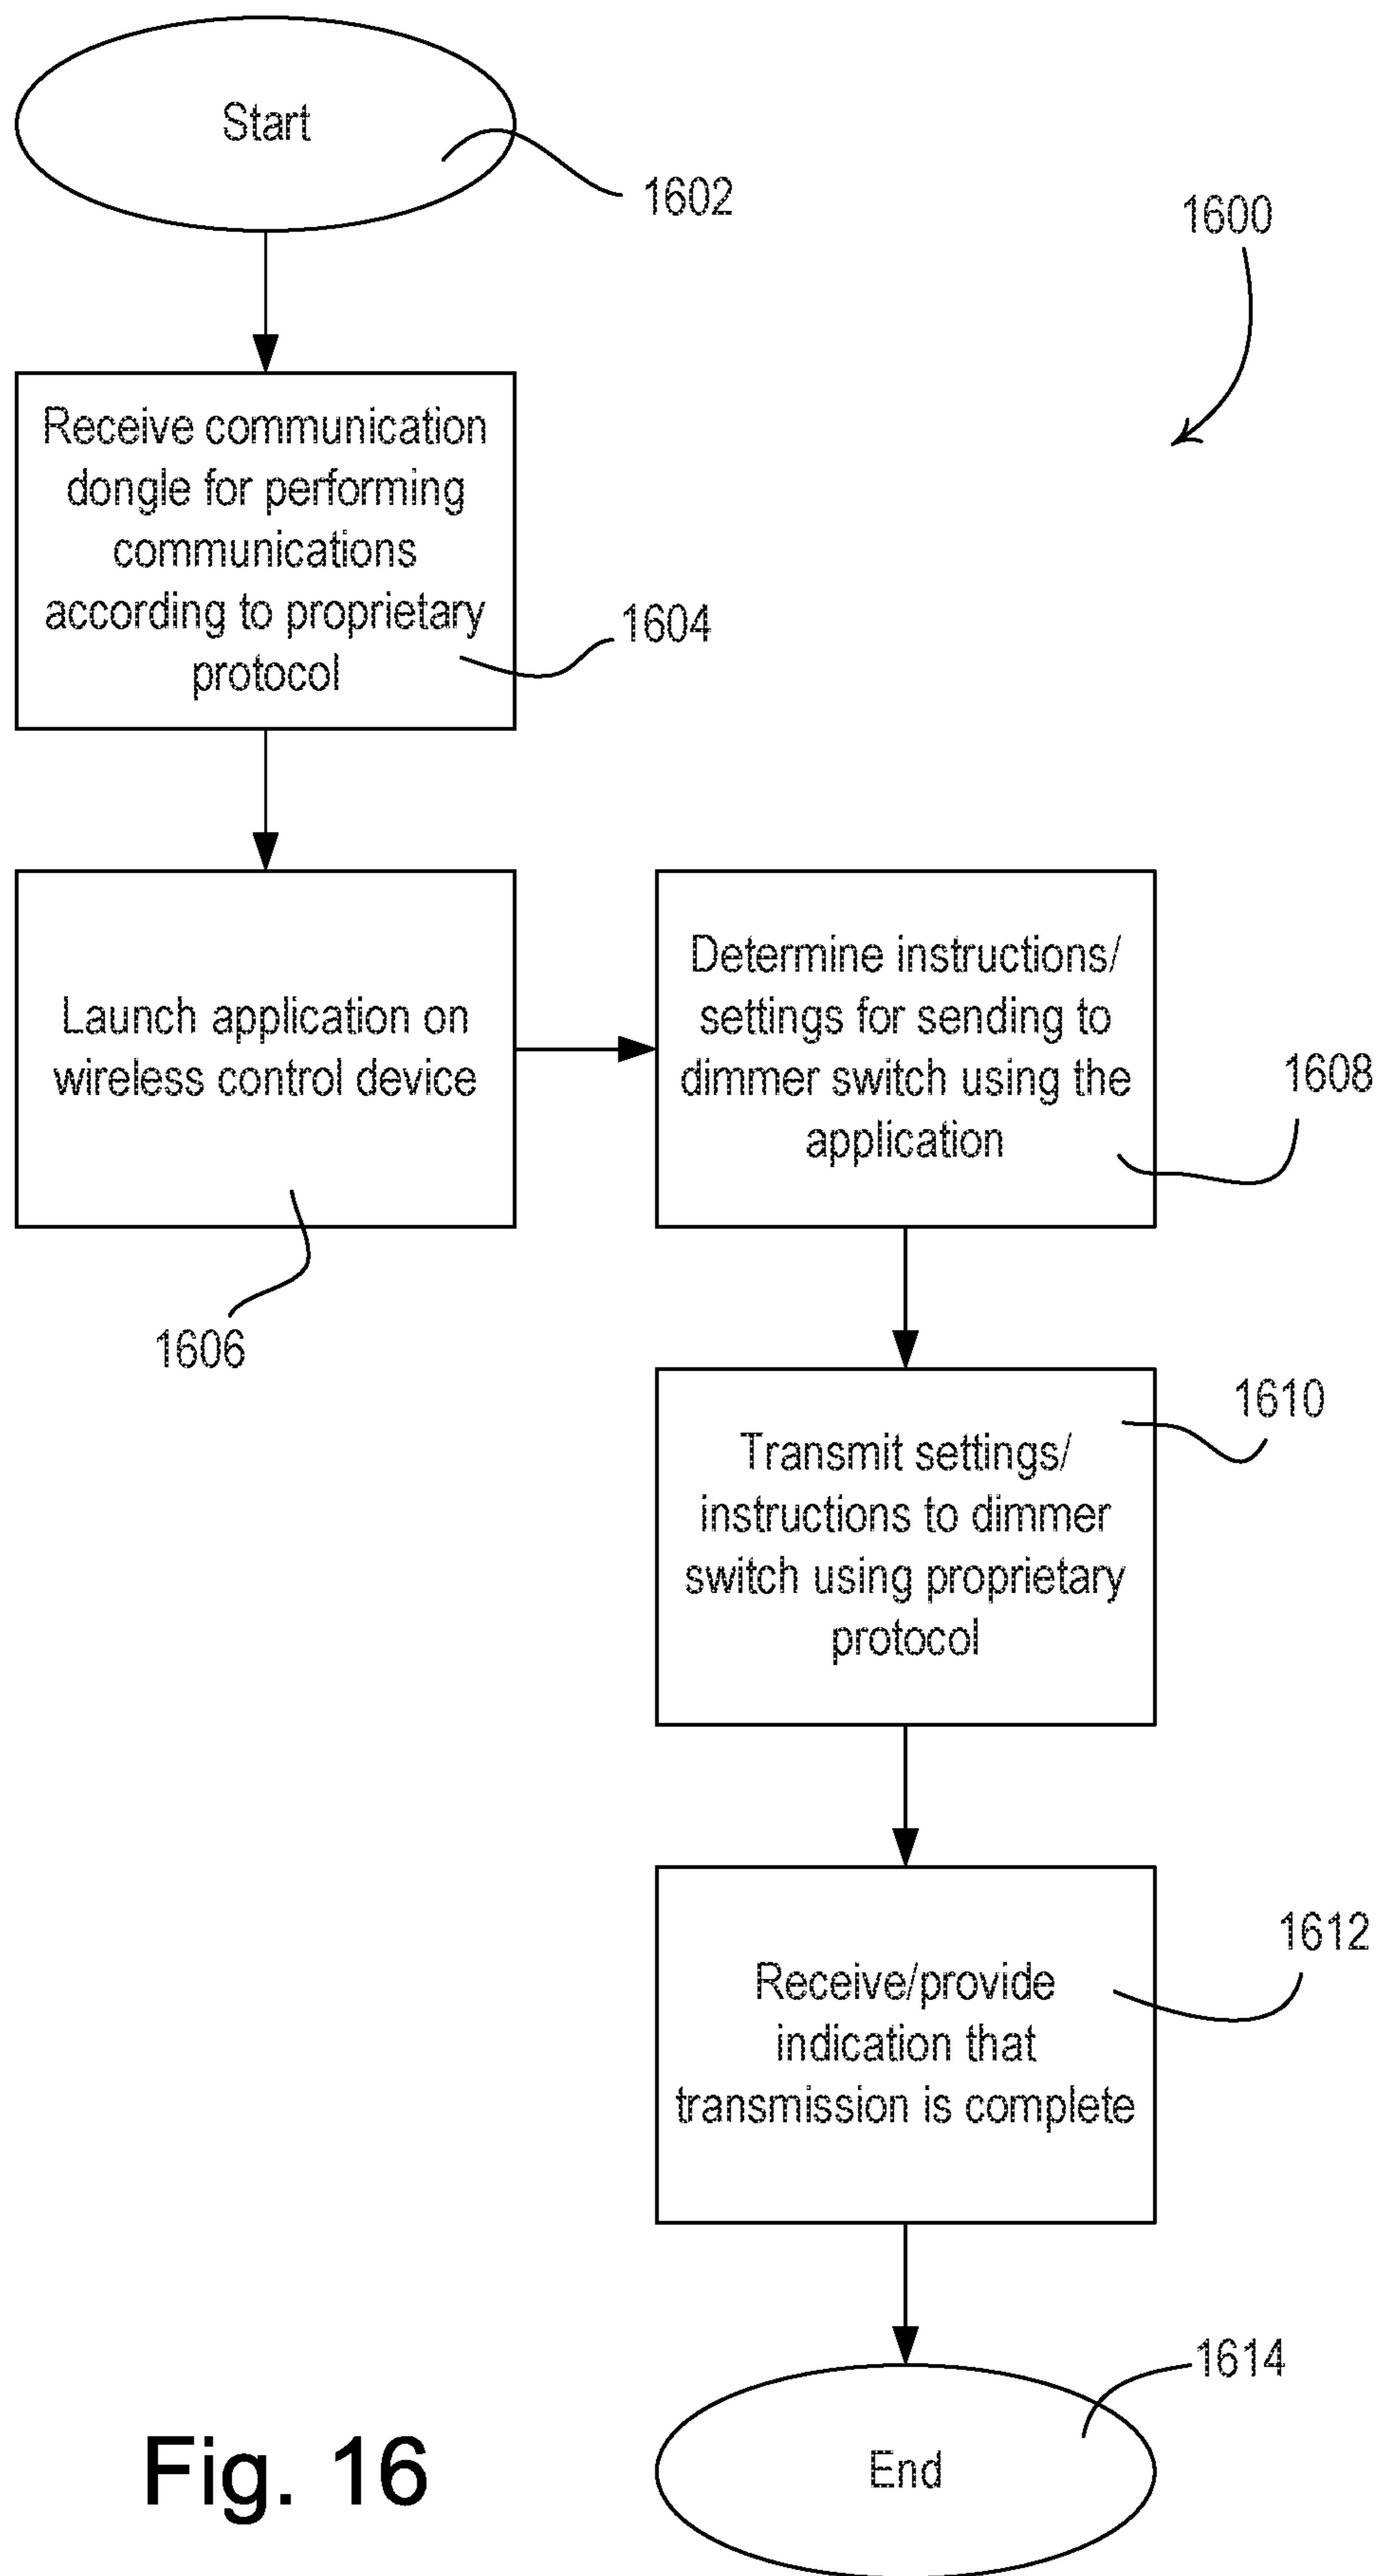 Start
1602
1600
Receive communication
dongle for performing
communications
according to proprietary
protocol
1604
Launch application on
wireless control device
1606
Determine instructions/
settings for sending to
dimmer switch using the
application
1608
Transmit settings/
instructions to dimmer
switch using proprietary
protocol
1610
Receive/provide
indication that
transmission is complete
1612
End
1614
Fig. 16